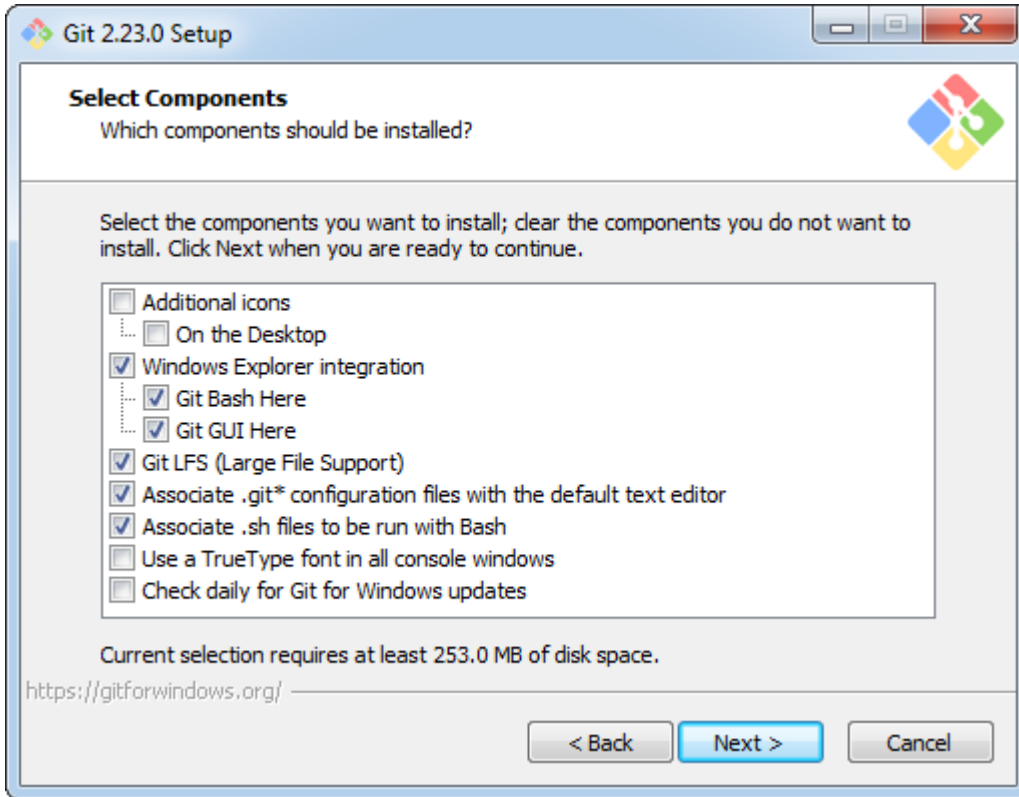 Git 2.23.0 Setup
Select Components
Which components should be installed?
Select the components you want to install; clear the components you do not want to
install. Click Next when you are ready to continue.
Additional icons
On the Desktop
Windows Explorer integration
Git Bash Here
Git GUI Here
Git LFS (Large File Support)
Associate .git* configuration files with the default text editor
Associate .sh files to be run with Bash
Use a TrueType font in all console windows
Check daily for Git for Windows updates
Current selection requires at least 253.0 MB of disk space.
https://gitforwindows.org/
< Back Next > Cancel